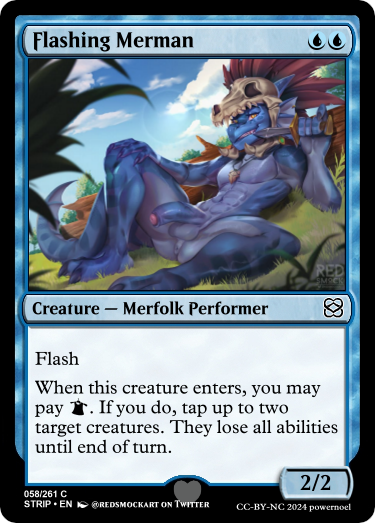 Flashing Merman
RED
Creature — Merfolk Performer
Flash
When this creature enters, you may
pay . If you do, tap up to two
target creatures. They lose all abilities
until end of turn.
2/2
058/261 C
STRIP • EN @REDSMOCKART ON TWITTER
CC-BY-NC 2024 powernoel